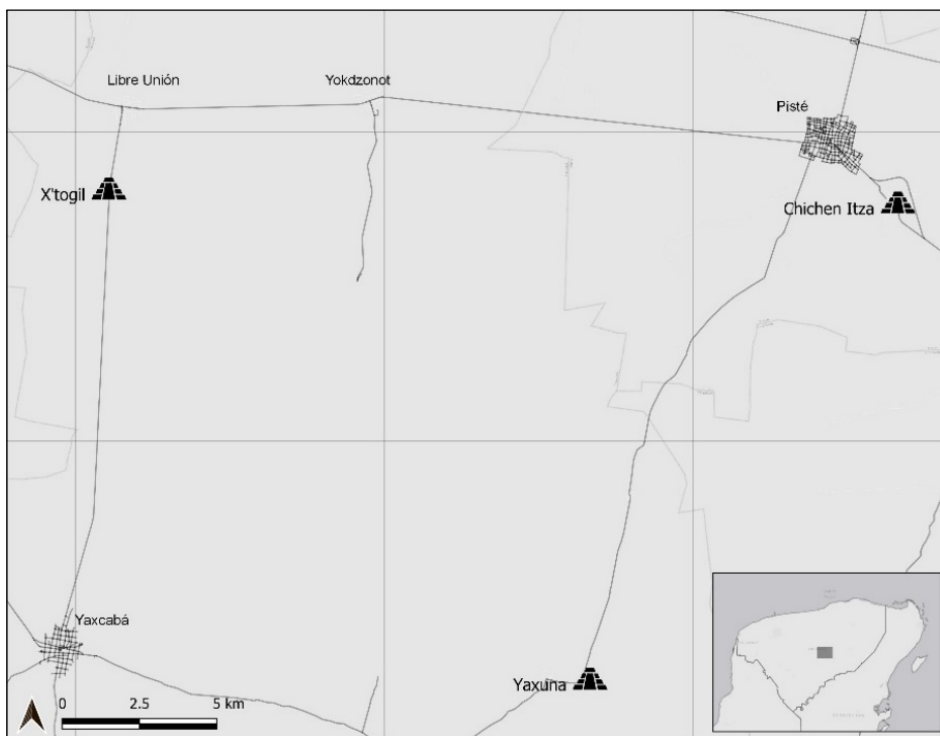 Libre Unión
Yokdzonot
Pisté
X'togil
Chichen Itza
Yaxcabá
Yaxuna
0 2.5 5 km